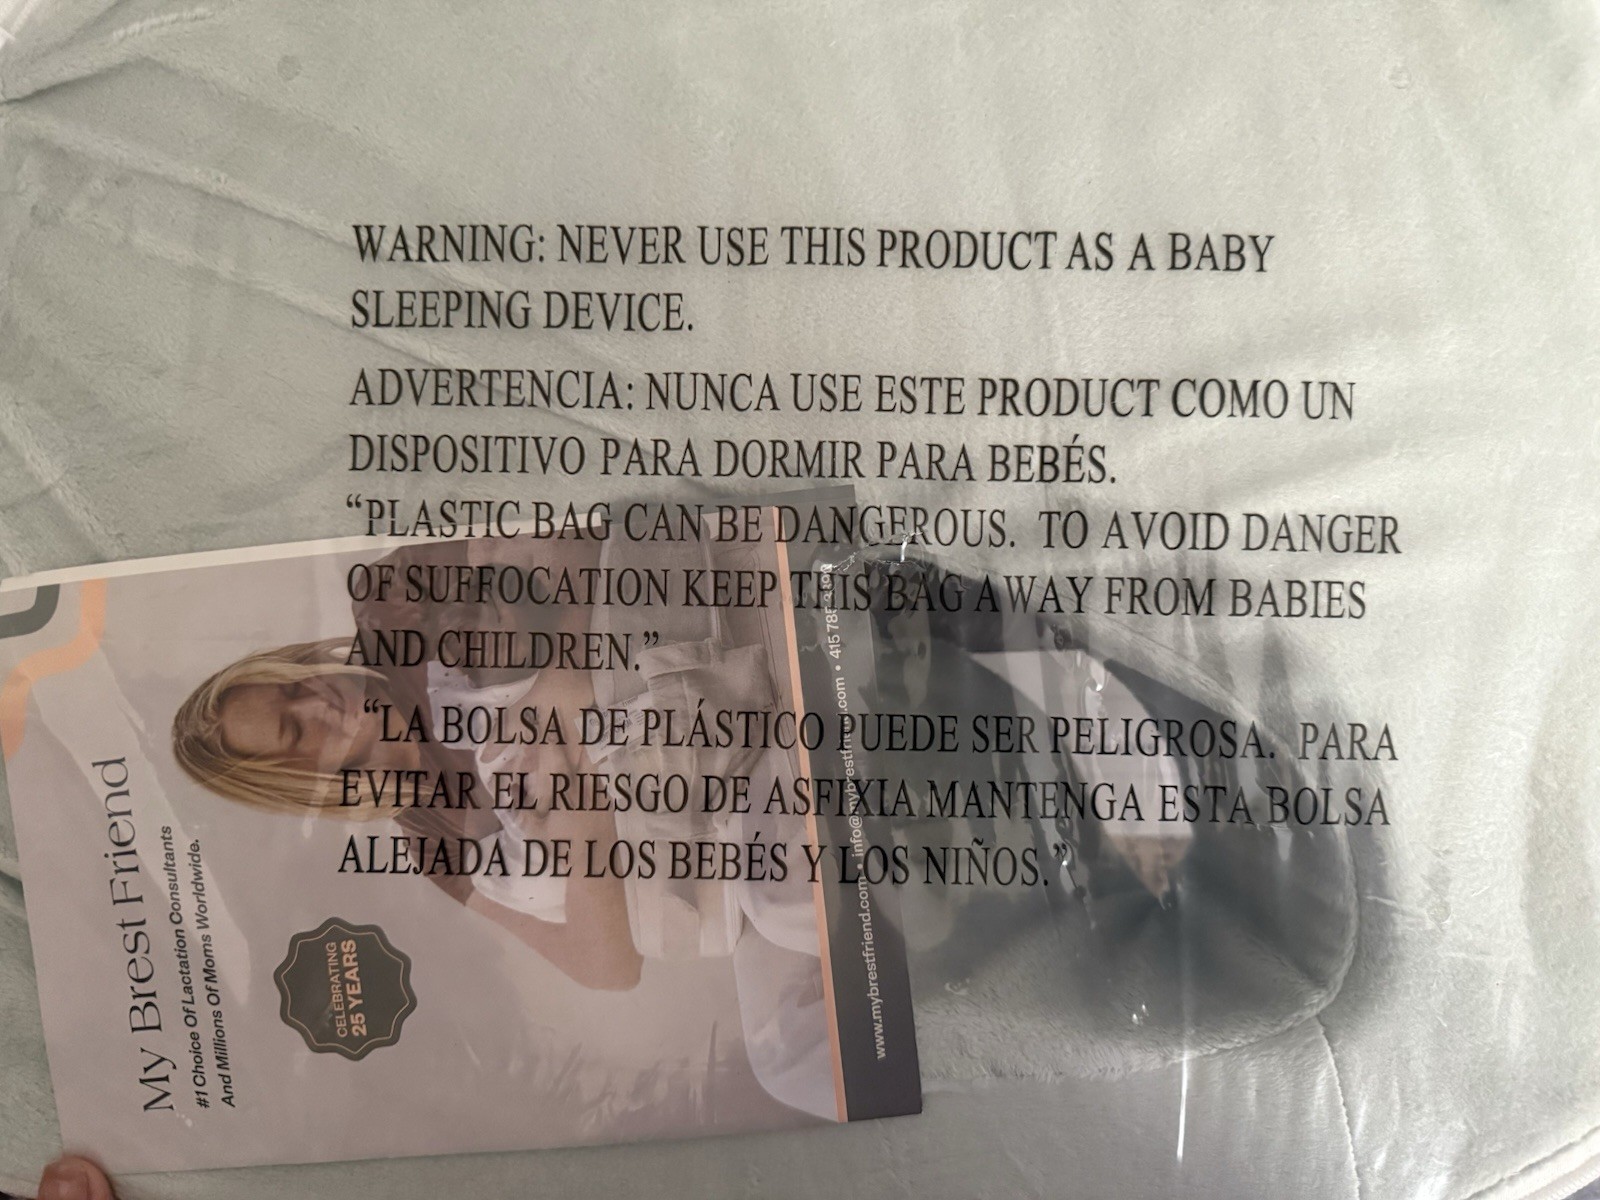 WARNING: NEVER USE THIS PRODUCT AS A BABY
SLEEPING DEVICE.
ADVERTENCIA: NUNCA USE ESTE PRODUCT COMO UN
DISPOSITIVO PARA DORMIR PARA BEBÉS.
“PLASTIC BAG CAN BE DANGEROUS. TO AVOID DANGER
OF SUFFOCATION KEEP THIS BAG AWAY FROM BABIES
AND CHILDREN.”
“LA BOLSA DE PLÁSTICO PUEDE SER PELIGROSA. PARA
EVITAR EL RIESGO DE ASFIXIA MANTENGA ESTA BOLSA
ALEJADA DE LOS BEBÉS Y LOS NIÑOS.”
My Brest Friend
#1 Choice Of Lactation Consultants
And Millions Of Moms Worldwide.
CELEBRATING
25 YEARS
www.mybrestfriend.com • info@mybrestfriend.com •